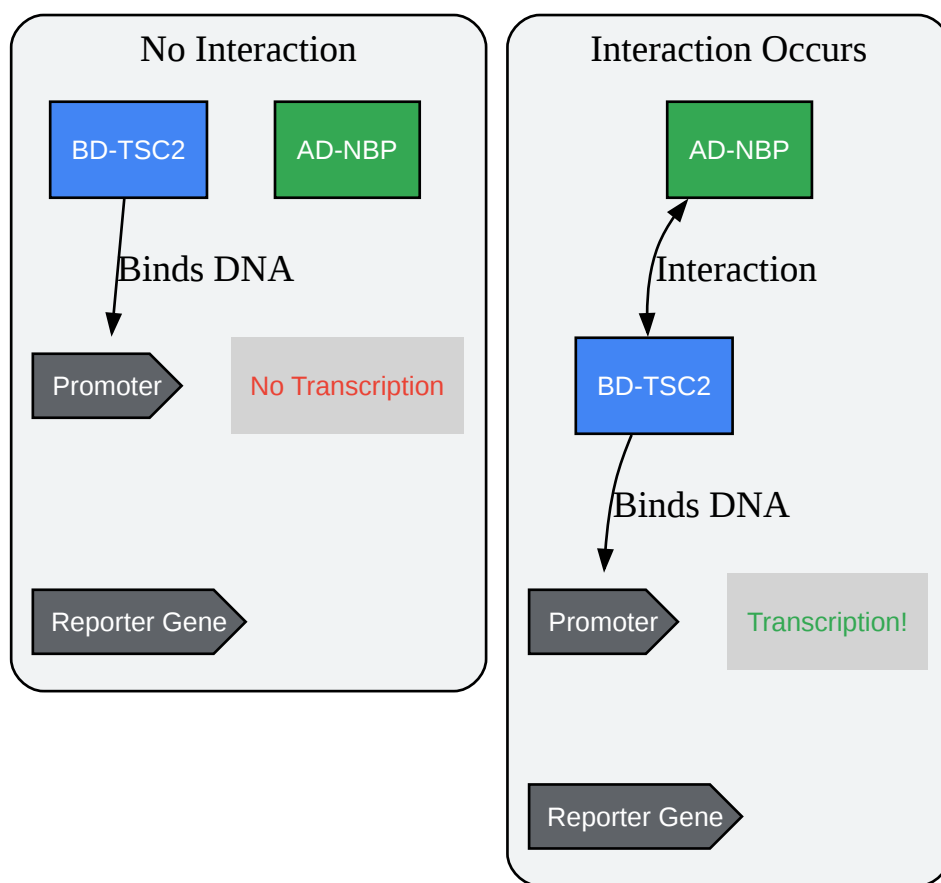 No Interaction
BD-TSC2
AD-NBP
Binds DNA
Promoter
No Transcription
Reporter Gene
Interaction Occurs
AD-NBP
Interaction
BD-TSC2
Binds DNA
Promoter
Transcription!
Reporter Gene